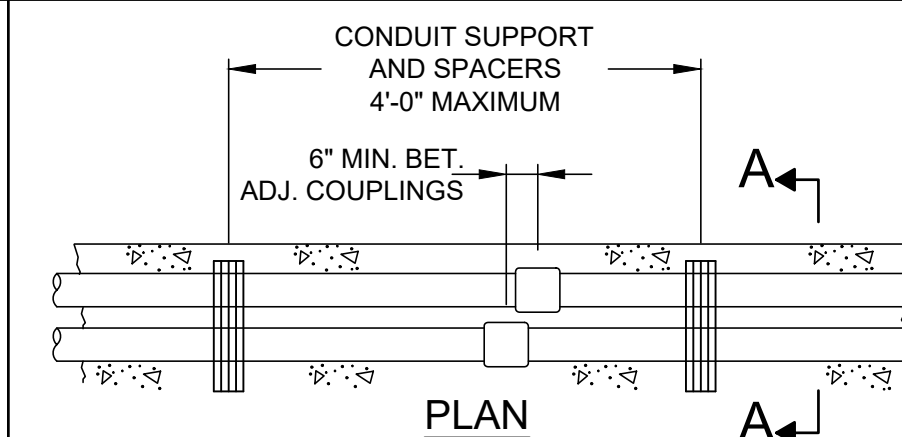 CONDUIT SUPPORT
AND SPACERS
4'-0" MAXIMUM
6" MIN. BET.
ADJ. COUPLINGS
A
A
PLAN